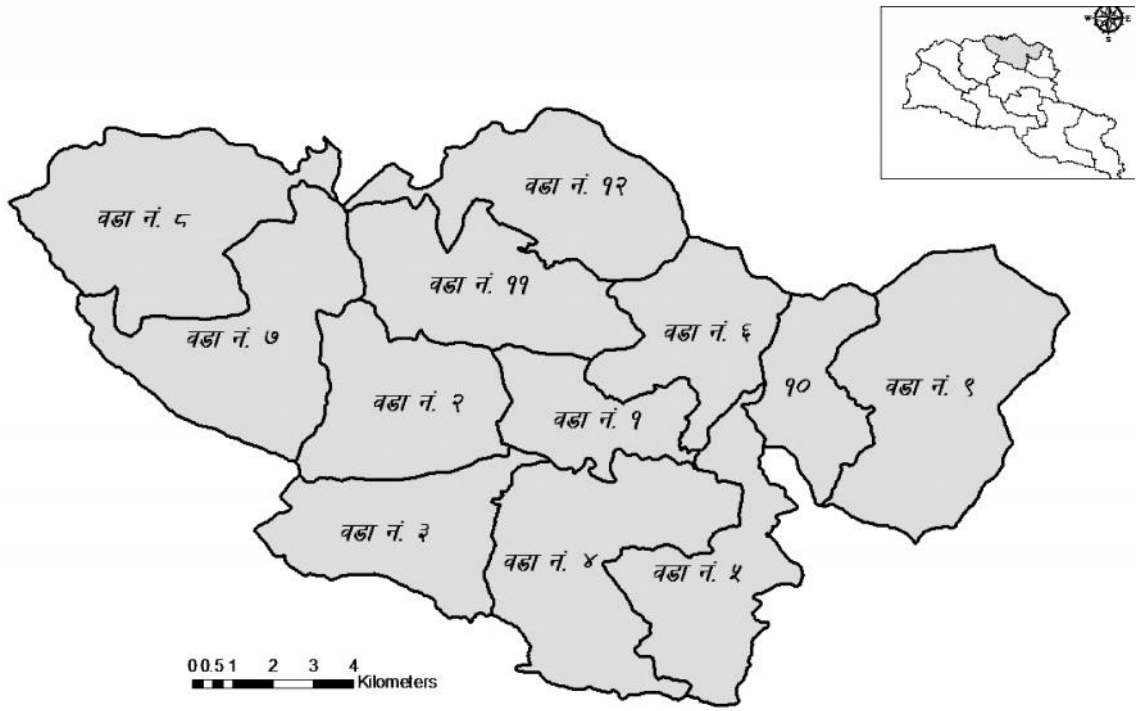 W E
S
वडा नं. १२
वडा नं. ८
वडा नं. ११
वडा नं. ७
वडा नं. ६
वडा नं. १०
वडा नं. ९
वडा नं. २
वडा नं. १
वडा नं. ३
वडा नं. ४
वडा नं. ५
0 0.5 1 2 3 4
Kilometers